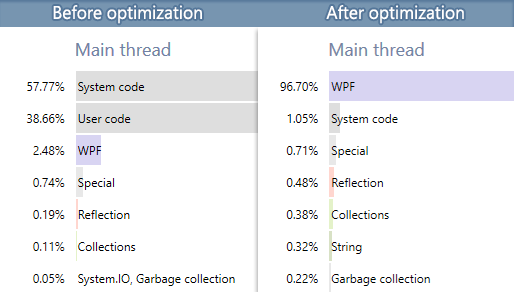 Before optimization
Main thread
57.77% System code
38.66% User code
2.48% WPF
0.74% Special
0.19% Reflection
0.11% Collections
0.05% System.IO, Garbage collection
After optimization
Main thread
96.70% WPF
1.05% System code
0.71% Special
0.48% Reflection
0.38% Collections
0.32% String
0.22% Garbage collection